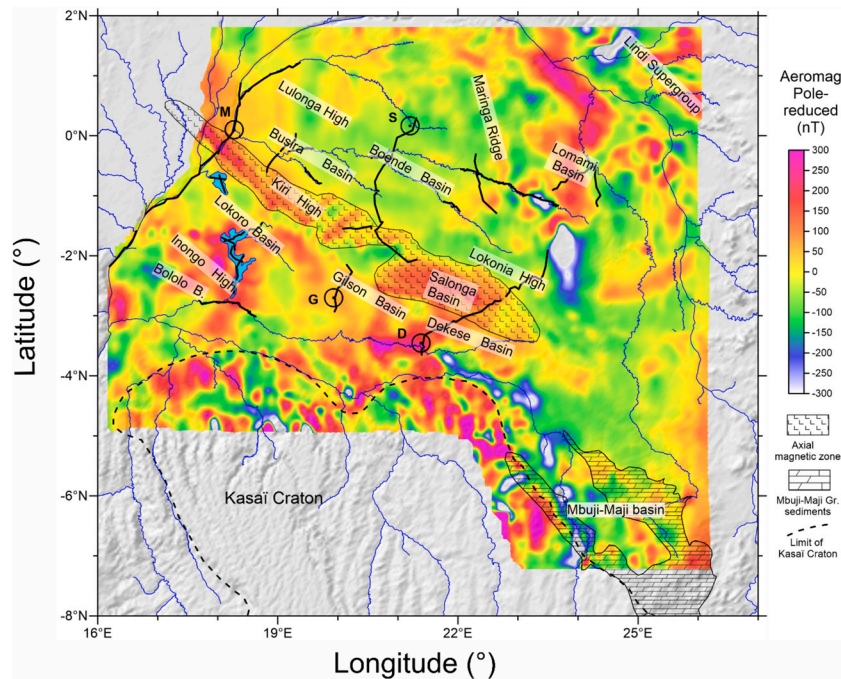 2°N
0°
-2°
-4°
-6°
-8°
16°E
19°E
22°E
25°E
Latitude (°)
Longitude (°)
Lindi Supergroup
Lulonga High
M
S
Maringa Ridge
Busira Basin
Boende Basin
Lomami
Basin
Kiri High
Lokoro Basin
Inongo High
Lokonia High
Bololo B.
Salonga
Basin
Gilson Basin
G
D
Dekese Basin
Kasaï Craton
Mbuji-Maji basin
Aeromag
Pole-
reduced
(nT)
300
250
200
150
100
50
0
-50
-100
-150
-200
-250
-300
Axial
magnetic zone
Mbuji-Maji Gr.
sediments
Limit of
Kasaï Craton